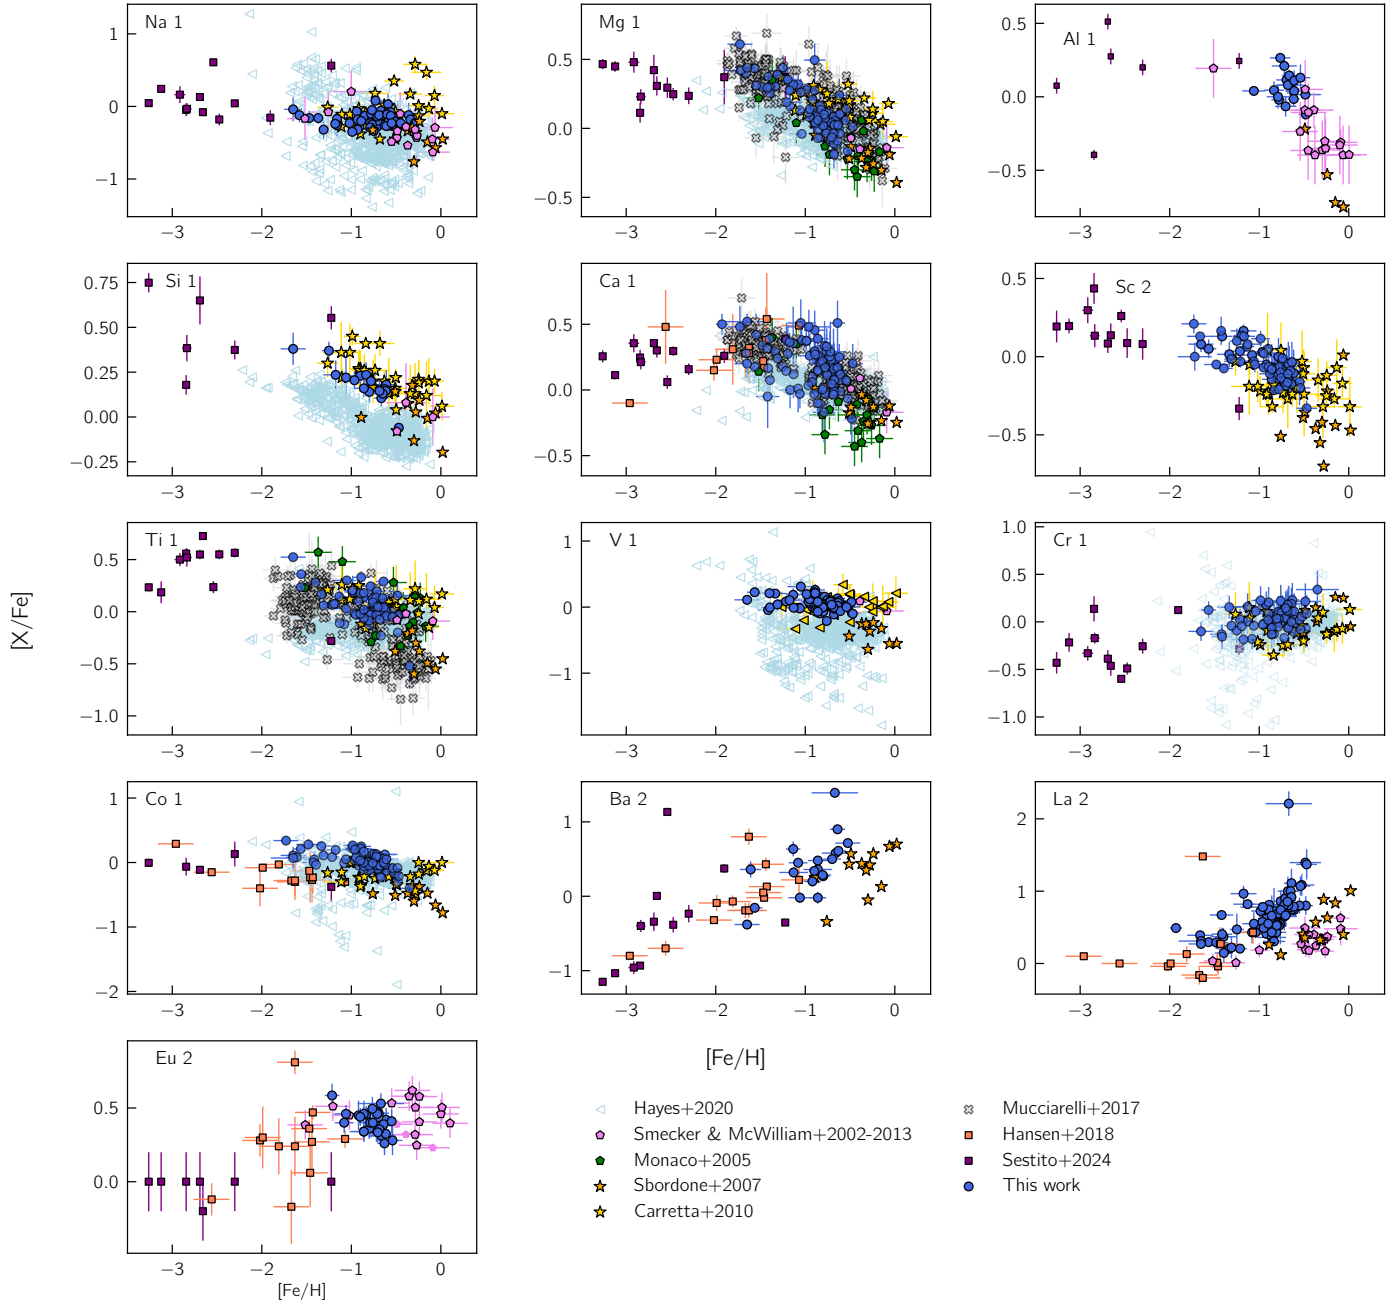 Na 1
1
0
−1
−3 −2 −1 0
Mg 1
0.5
0.0
−0.5
−3 −2 −1 0
Al 1
0.5
0.0
−0.5
−3 −2 −1 0
Si 1
0.75
0.50
0.25
0.00
−0.25
−3 −2 −1 0
Ca 1
0.5
0.0
−0.5
−3 −2 −1 0
Sc 2
0.5
0.0
−0.5
−3 −2 −1 0
[X/Fe]
Ti 1
0.5
0.0
−0.5
−1.0
−3 −2 −1 0
V 1
1
0
−1
−3 −2 −1 0
Cr 1
1.0
0.5
0.0
−0.5
−1.0
−3 −2 −1 0
Co 1
1
0
−1
−2
−3 −2 −1 0
Ba 2
1
0
−1
−3 −2 −1 0
La 2
2
1
0
−3 −2 −1 0
Eu 2
0.5
0.0
−3 −2 −1 0
[Fe/H]
[Fe/H]
Hayes+2020
Smecker & McWilliam+2002-2013
Monaco+2005
Sbordone+2007
Carretta+2010
Mucciarelli+2017
Hansen+2018
Sestito+2024
This work